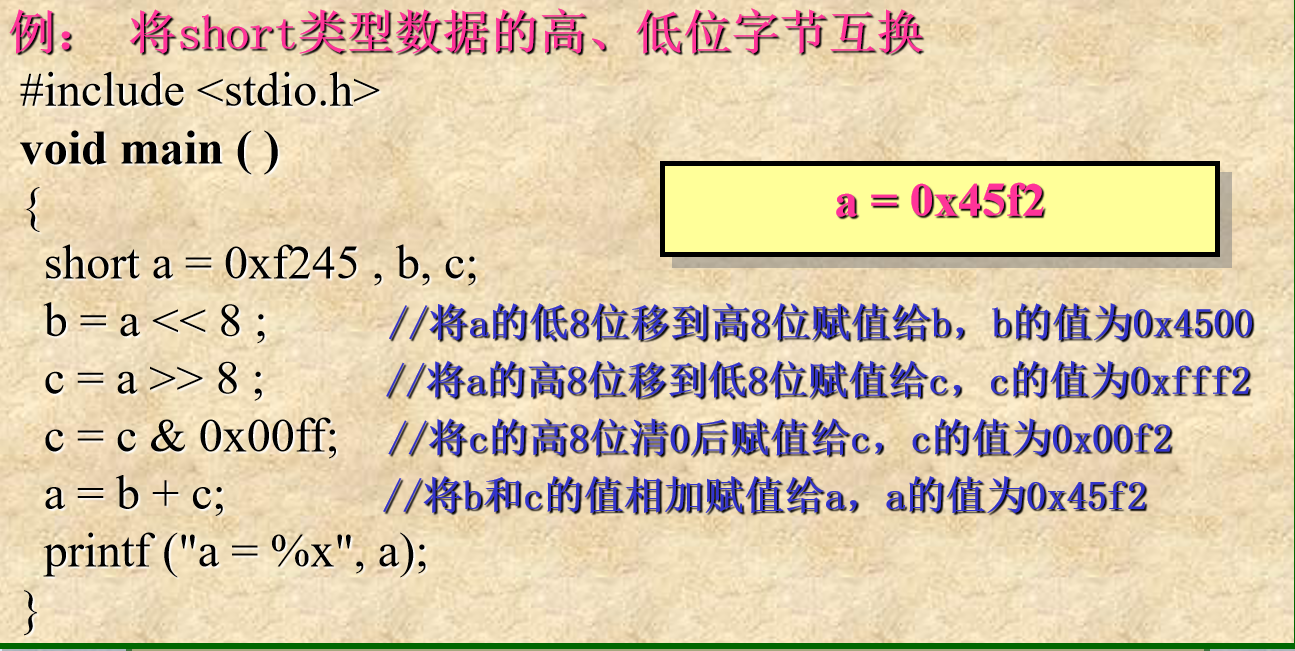 例： 将short类型数据的高、低位字节互换
#include <stdio.h>
void main ( )
{
short a = 0xf245 , b, c;
b = a << 8 ; //将a的低8位移到高8位赋值给b，b的值为0x4500
c = a >> 8 ; //将a的高8位移到低8位赋值给c，c的值为0xfff2
c = c & 0x00ff; //将c的高8位清0后赋值给c，c的值为0x00f2
a = b + c; //将b和c的值相加赋值给a，a的值为0x45f2
printf ("a = %x", a);
}
a = 0x45f2